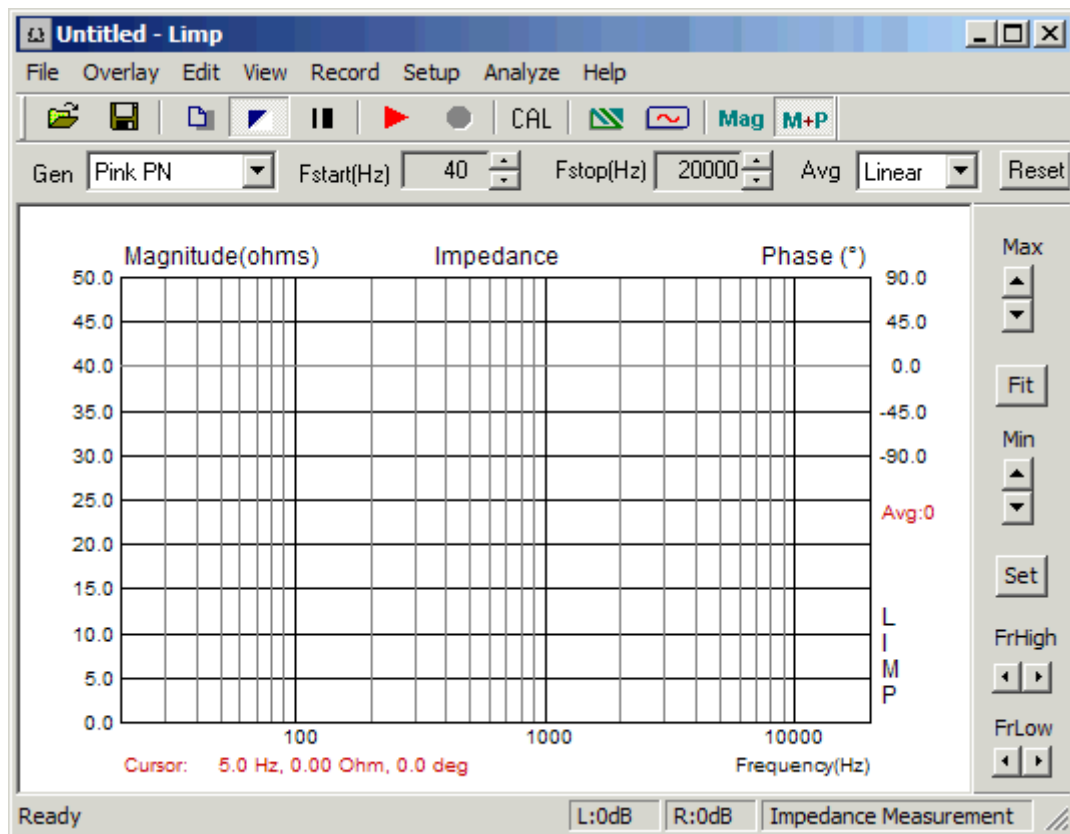 Untitled - Limp
File Overlay Edit View Record Setup Analyze Help
CAL Mag M+P
Gen Pink PN Fstart(Hz) 40 Fstop(Hz) 20000 Avg Linear Reset
Magnitude(ohms) Impedance Phase (°)
50.0 90.0
45.0 45.0
40.0 0.0
35.0 -45.0
30.0 -90.0
25.0
Avg:0
20.0
15.0
10.0
5.0
0.0
L
I
M
P
100 1000 10000
Cursor: 5.0 Hz, 0.00 Ohm, 0.0 deg Frequency(Hz)
Max
Fit
Min
Set
FrHigh
FrLow
Ready L:0dB R:0dB Impedance Measurement